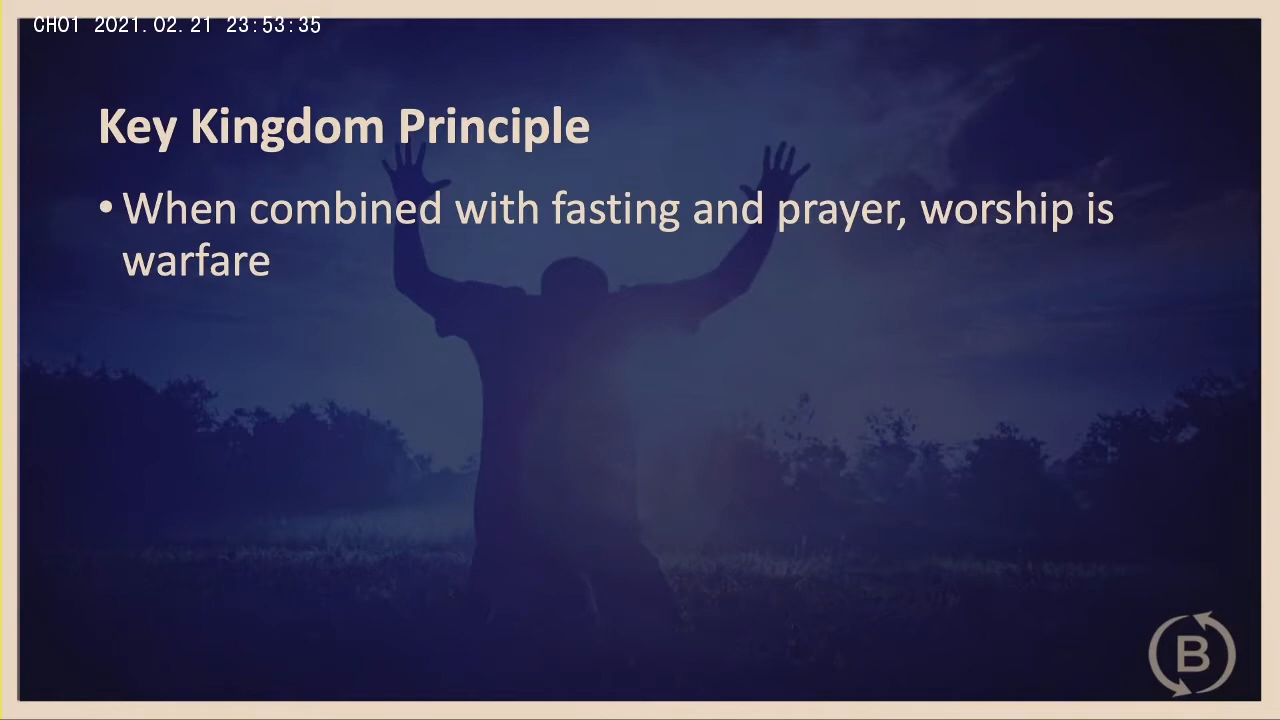 CH01 2021.02.21 23:53:35
Key Kingdom Principle
• When combined with fasting and prayer, worship is
warfare
B